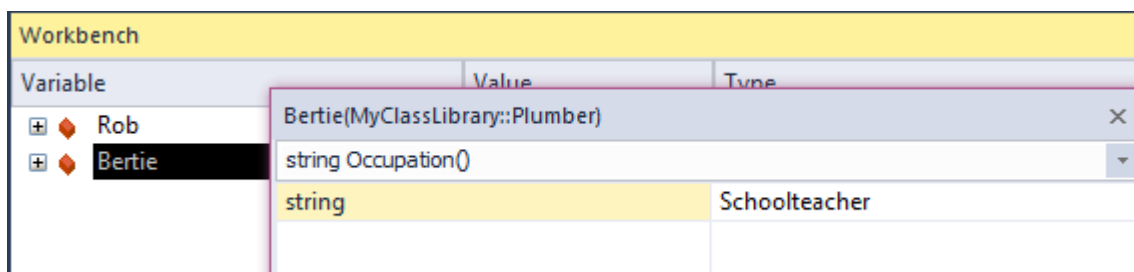 Workbench
Variable Value Type
Rob
Bertie
Bertie(MyClassLibrary::Plumber)
string Occupation()
string Schoolteacher